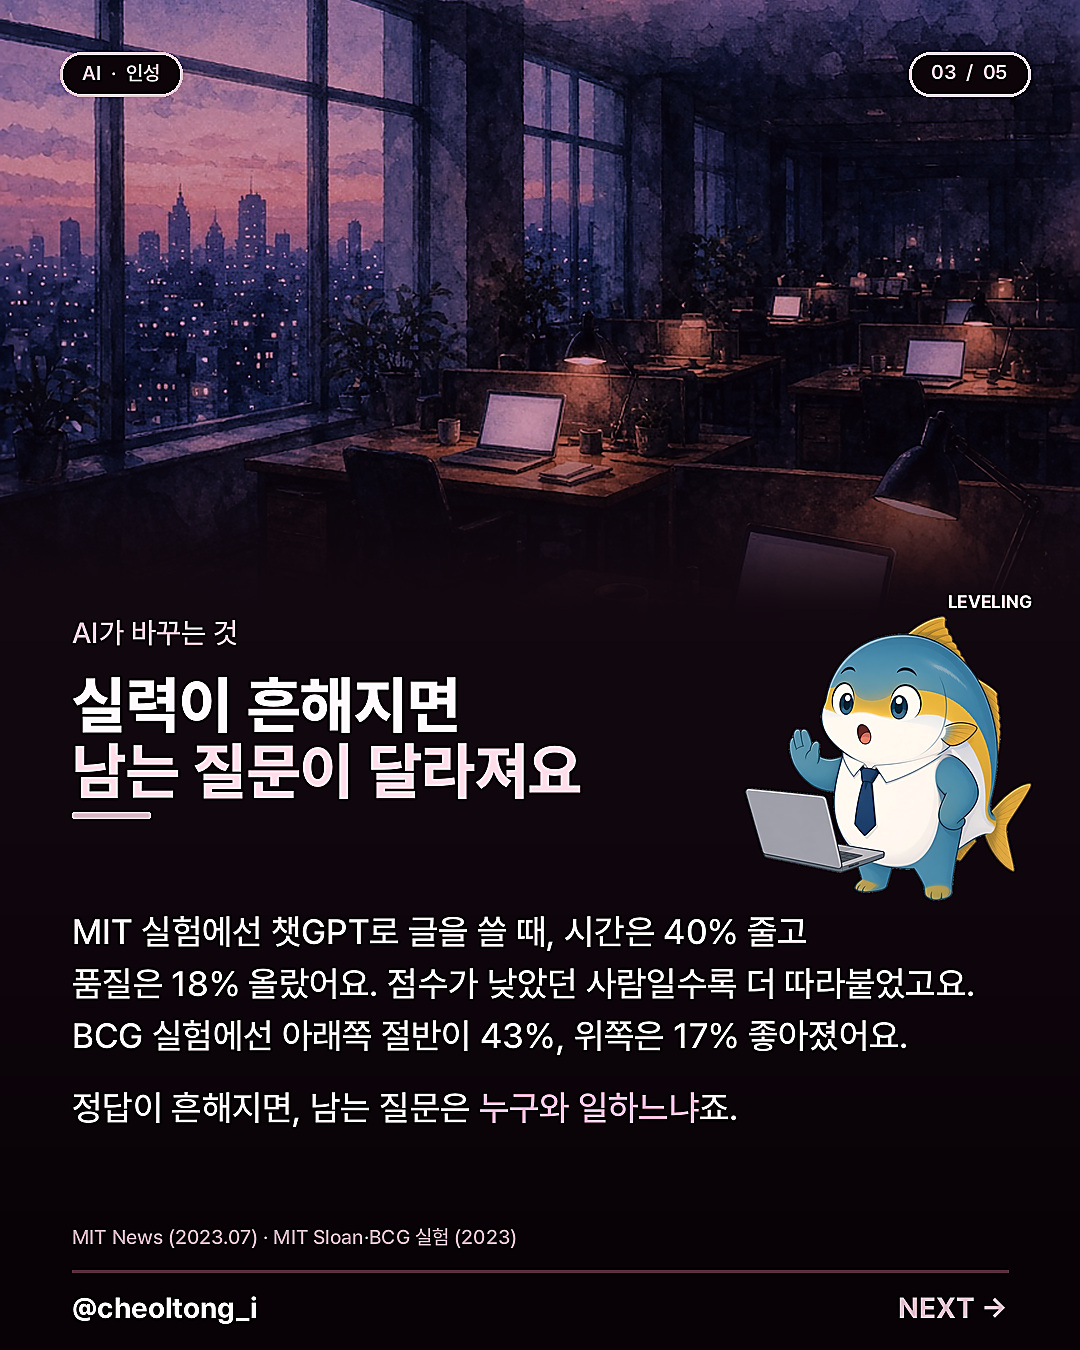 AI · 인성
03 / 05
LEVELING
AI가 바꾸는 것
실력이 흔해지면
남는 질문이 달라져요
MIT 실험에선 챗GPT로 글을 쓸 때, 시간은 40% 줄고
품질은 18% 올랐어요. 점수가 낮았던 사람일수록 더 따라붙었고요.
BCG 실험에선 아래쪽 절반이 43%, 위쪽은 17% 좋아졌어요.
정답이 흔해지면, 남는 질문은 누구와 일하느냐죠.
MIT News (2023.07) · MIT Sloan·BCG 실험 (2023)
@cheoltong_i
NEXT →